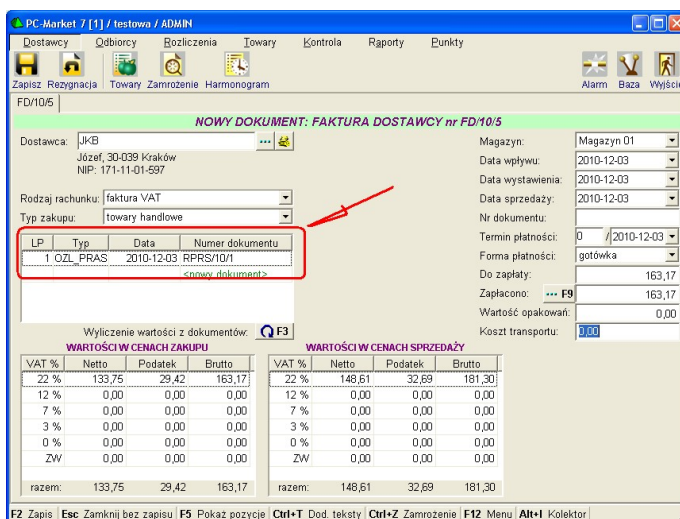 PC-Market 7 [1] / testowa / ADMIN
Dostawcy Odbiorcy Rozliczenia Towary Kontrola Raporty Punkty
Zapisz Rezygnacja Towary Zamrożenie Harmonogram Alarm Baza Wyjście
FD/10/5
NOWY DOKUMENT: FAKTURA DOSTAWCY nr FD/10/5
Dostawca: JKB ... Magazyn: Magazyn 01
Józef, 30-039 Kraków Data wpływu: 2010-12-03
NIP: 171-11-01-597 Data wystawienia: 2010-12-03
Rodzaj rachunku: faktura VAT Data sprzedaży: 2010-12-03
Typ zakupu: towary handlowe Nr dokumentu:
LP Typ Data Numer dokumentu Termin płatności: 0 / 2010-12-03
1 OZL_PRAS 2010-12-03 RPRS/10/1 Forma płatności: gotówka
<nowy dokument> Do zapłaty: 163,17
Zapłacono: ... F9 163,17
Wartość opakowań: 0,00
Wyliczenie wartości z dokumentów: F3 Koszt transportu: 0,00
WARTOŚCI W CENACH ZAKUPU WARTOŚCI W CENACH SPRZEDAŻY
VAT % Netto Podatek Brutto VAT % Netto Podatek Brutto
22 % 133,75 29,42 163,17 22 % 148,61 32,69 181,30
12 % 0,00 0,00 0,00 12 % 0,00 0,00 0,00
7 % 0,00 0,00 0,00 7 % 0,00 0,00 0,00
3 % 0,00 0,00 0,00 3 % 0,00 0,00 0,00
0 % 0,00 0,00 0,00 0 % 0,00 0,00 0,00
ZW 0,00 0,00 0,00 ZW 0,00 0,00 0,00
razem: 133,75 29,42 163,17 razem: 148,61 32,69 181,30
F2 Zapis Esc Zamknij bez zapisu F5 Pokaż pozycje Ctrl+T Dod. teksty Ctrl+Z Zamrożenie F12 Menu Alt+I Kolektor